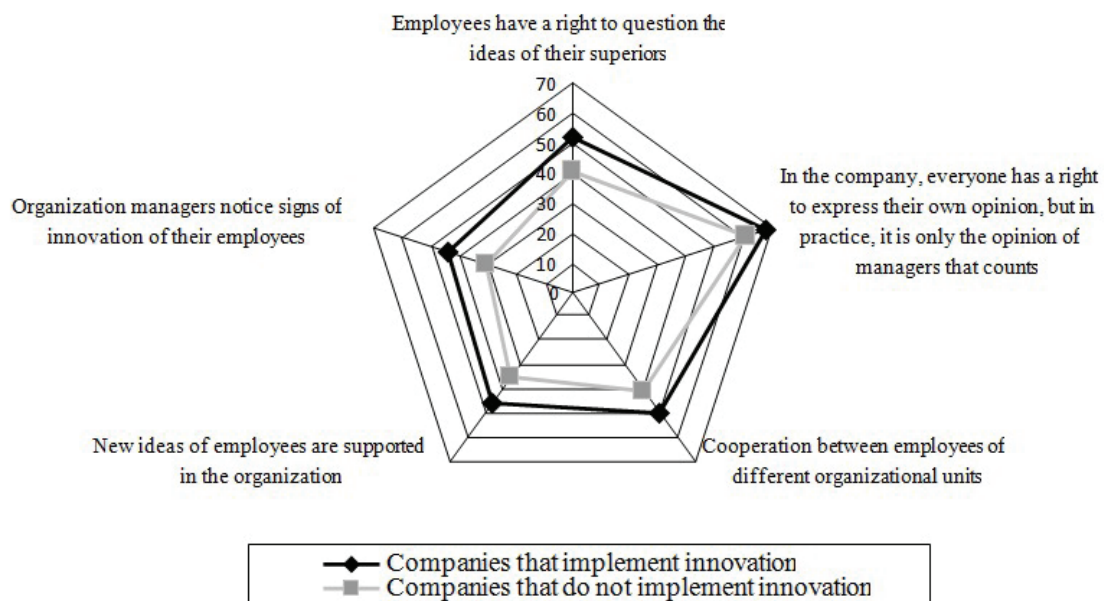 Employees have a right to question the
ideas of their superiors
70
60
50
40
30
20
10
0
In the company, everyone has a right
to express their own opinion, but in
practice, it is only the opinion of
managers that counts
Organization managers notice signs of
innovation of their employees
New ideas of employees are supported
in the organization
Cooperation between employees of
different organizational units
Companies that implement innovation
Companies that do not implement innovation